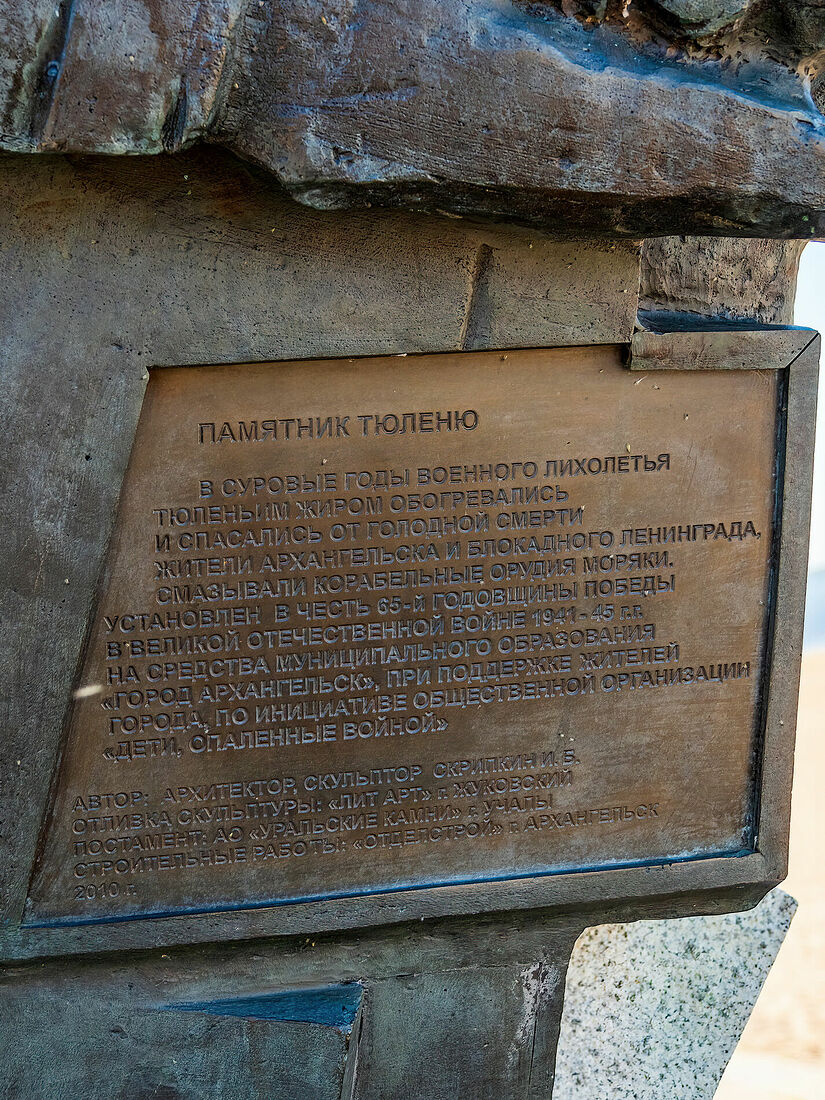 ПАМЯТНИК ТЮЛЕНЮ
В СУРОВЫЕ ГОДЫ ВОЕННОГО ЛИХОЛЕТЬЯ
ТЮЛЕНЬИМ ЖИРОМ ОБОГРЕВАЛИСЬ
И СПАСАЛИСЬ ОТ ГОЛОДНОЙ СМЕРТИ
ЖИТЕЛИ АРХАНГЕЛЬСКА И БЛОКАДНОГО ЛЕНИНГРАДА,
СМАЗЫВАЛИ КОРАБЕЛЬНЫЕ ОРУДИЯ МОРЯКИ.
УСТАНОВЛЕН В ЧЕСТЬ 65-Й ГОДОВЩИНЫ ПОБЕДЫ
В ВЕЛИКОЙ ОТЕЧЕСТВЕННОЙ ВОЙНЕ 1941-45 г.г.
НА СРЕДСТВА МУНИЦИПАЛЬНОГО ОБРАЗОВАНИЯ
«ГОРОД АРХАНГЕЛЬСК», ПРИ ПОДДЕРЖКЕ ЖИТЕЛЕЙ
ГОРОДА, ПО ИНИЦИАТИВЕ ОБЩЕСТВЕННОЙ ОРГАНИЗАЦИИ
«ДЕТИ, ОПАЛЕННЫЕ ВОЙНОЙ»
АВТОР: АРХИТЕКТОР, СКУЛЬПТОР СКРИПКИН И. Б.
ОТЛИВКА СКУЛЬПТУРЫ: «ЛИТ АРТ» г. ЖУКОВСКИЙ
ПОСТАМЕНТ: АО «УРАЛЬСКИЕ КАМНИ» г. УЧАЛЫ
СТРОИТЕЛЬНЫЕ РАБОТЫ: «ОТДЕЛСТРОЙ» г. АРХАНГЕЛЬСК
2010 г.